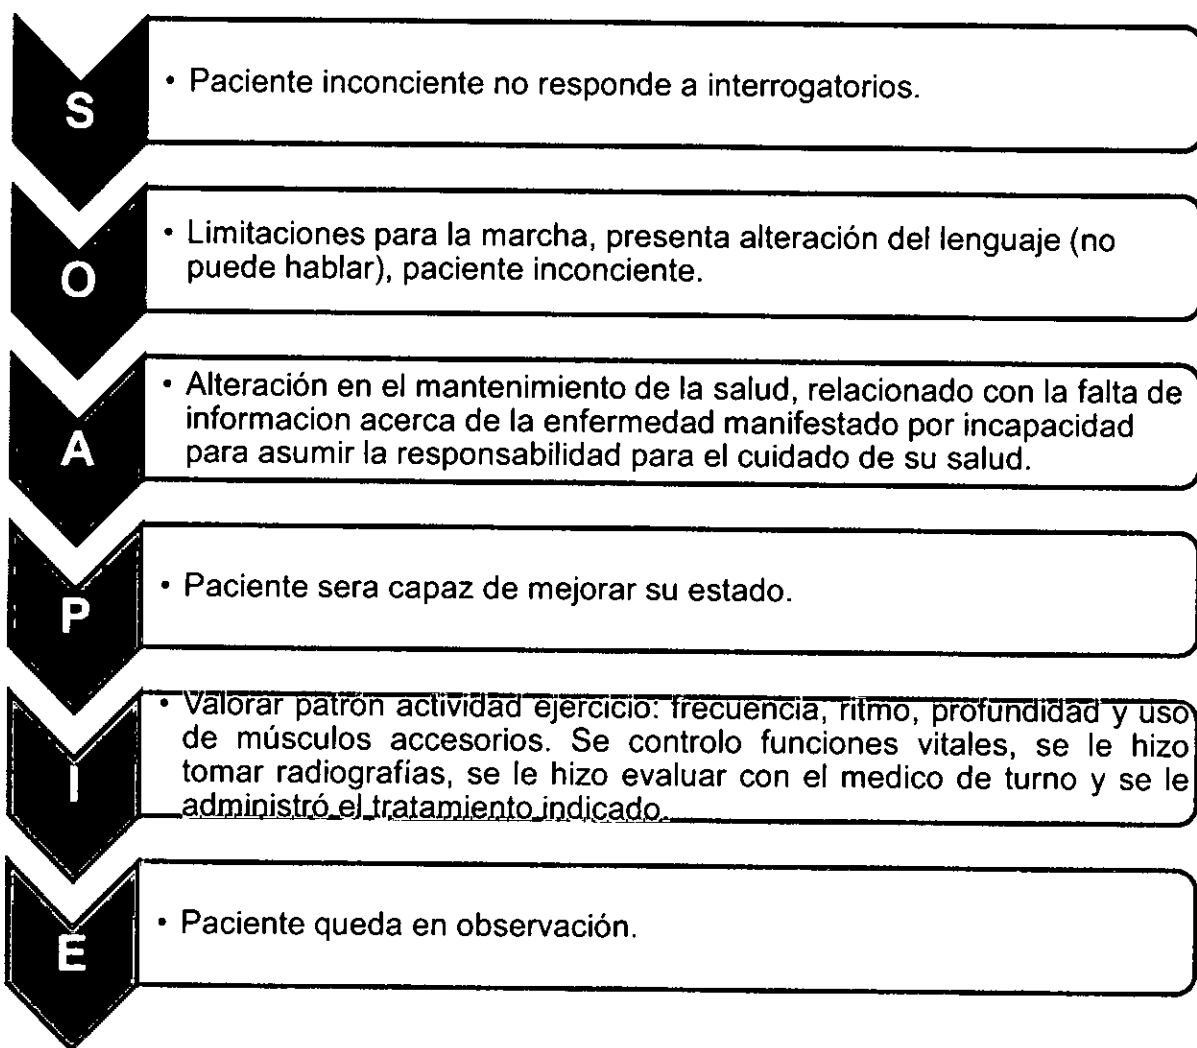 S
• Paciente inconciente no responde a interrogatorios.
O
• Limitaciones para la marcha, presenta alteración del lenguaje (no
puede hablar), paciente inconciente.
A
• Alteración en el mantenimiento de la salud, relacionado con la falta de
informacion acerca de la enfermedad manifestado por incapacidad
para asumir la responsabilidad para el cuidado de su salud.
P
• Paciente sera capaz de mejorar su estado.
I
• Valorar patrón actividad ejercicio: frecuencia, ritmo, profundidad y uso
de músculos accesorios. Se controlo funciones vitales, se le hizo
tomar radiografías, se le hizo evaluar con el medico de turno y se le
administró el tratamiento indicado.
E
• Paciente queda en observación.